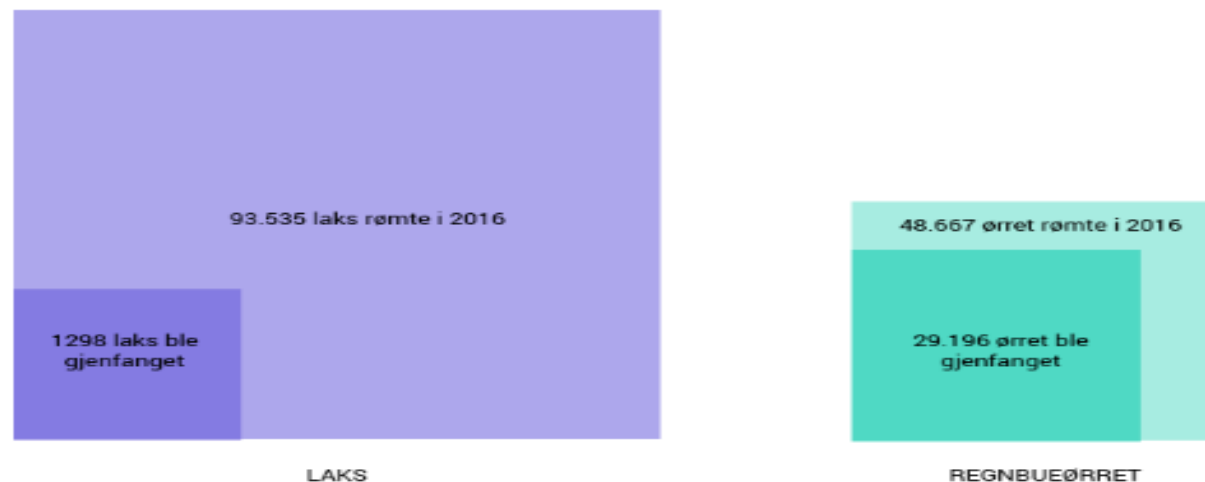 93.535 laks rømte i 2016
1298 laks ble
gjenfanget
LAKS
48.667 ørret rømte i 2016
29.196 ørret ble
gjenfanget
REGNBUEØRRET